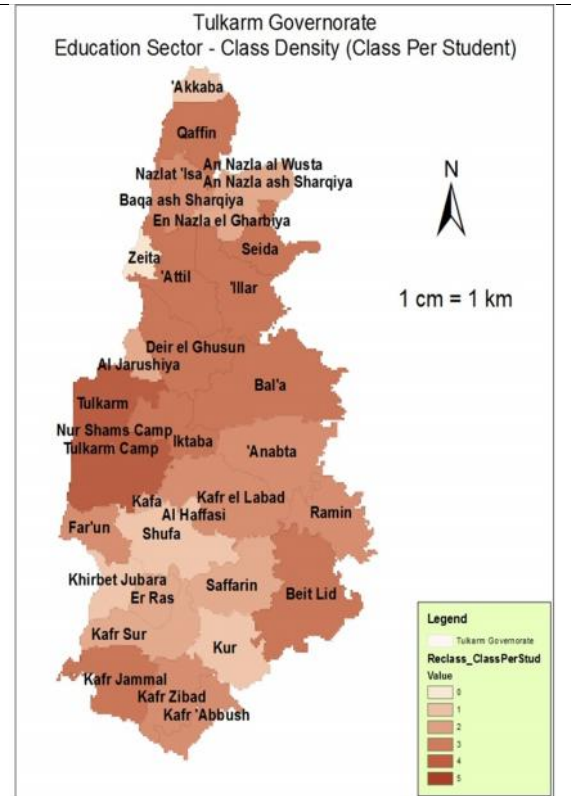 Tulkarm Governorate
Education Sector - Class Density (Class Per Student)
'Akkaba
Qaffin
An Nazla al Wusta
Nazlat 'Isa
An Nazla ash Sharqiya
Baqa ash Sharqiya
En Nazla el Gharbiya
N
Seida
Zeita
'Attil
'Illar
1 cm = 1 km
Deir el Ghusun
Al Jarushiya
Bal'a
Tulkarm
Nur Shams Camp
Iktaba
Tulkarm Camp
'Anabta
Kafr el Labad
Kafa
Al Haffasi
Ramin
Far'un
Shufa
Khirbet Jubara
Saffarin
Er Ras
Beit Lid
Kafr Sur
Kur
Kafr Jammal
Kafr Zibad
Kafr 'Abbush
Legend
Tulkarm Governorate
Reclass_ClassPerStud
Value
0
1
2
3
4
5